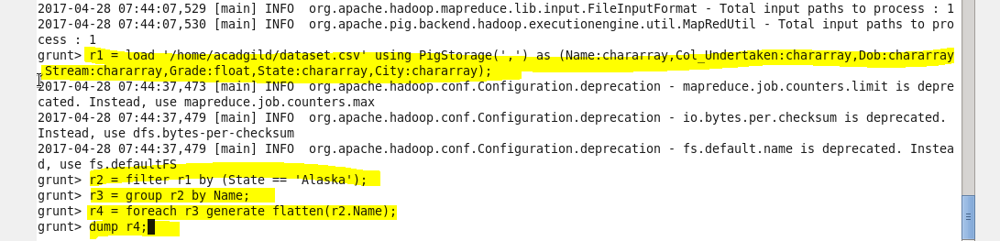 2017-04-28 07:44:07,529 [main] INFO  org.apache.hadoop.mapreduce.lib.input.FileInputFormat - Total input paths to process : 1
2017-04-28 07:44:07,530 [main] INFO  org.apache.pig.backend.hadoop.executionengine.util.MapRedUtil - Total input paths to pro
cess : 1
grunt> r1 = load '/home/acadgild/dataset.csv' using PigStorage(',') as (Name:chararray,Col_Undertaken:chararray,Dob:chararray
,Stream:chararray,Grade:float,State:chararray,City:chararray);
2017-04-28 07:44:37,473 [main] INFO  org.apache.hadoop.conf.Configuration.deprecation - mapreduce.job.counters.limit is depre
cated. Instead, use mapreduce.job.counters.max
2017-04-28 07:44:37,479 [main] INFO  org.apache.hadoop.conf.Configuration.deprecation - io.bytes.per.checksum is deprecated.
Instead, use dfs.bytes-per-checksum
2017-04-28 07:44:37,479 [main] INFO  org.apache.hadoop.conf.Configuration.deprecation - fs.default.name is deprecated. Instea
d, use fs.defaultFS
grunt> r2 = filter r1 by (State == 'Alaska');
grunt> r3 = group r2 by Name;
grunt> r4 = foreach r3 generate flatten(r2.Name);
grunt> dump r4;